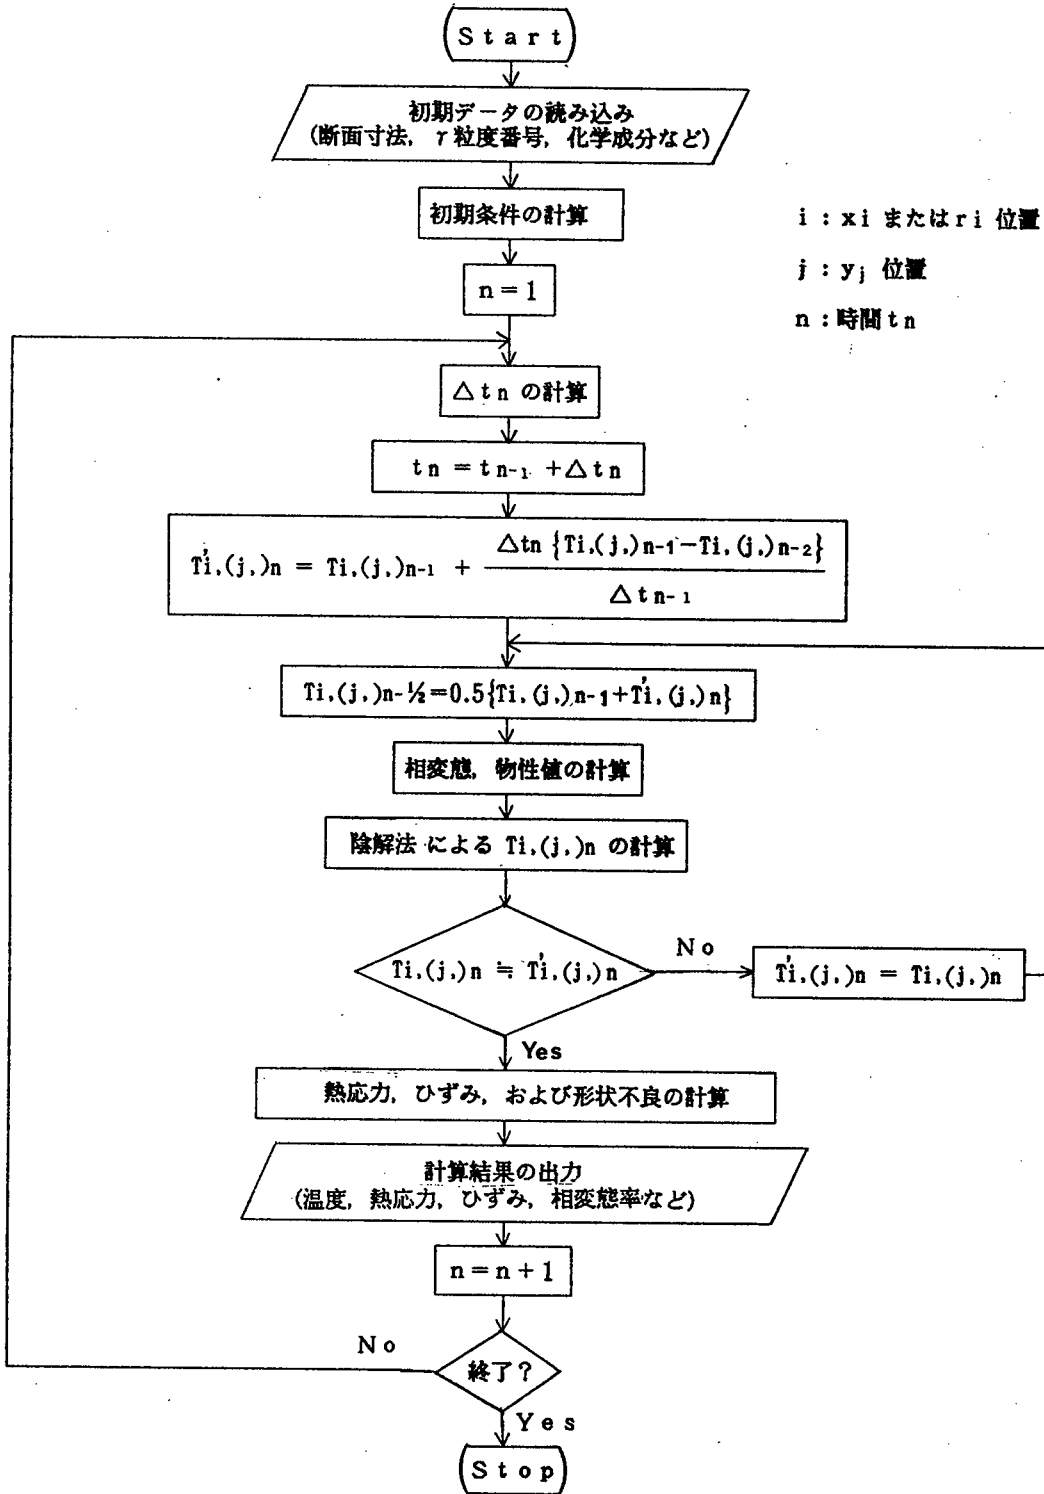 Start
初期データの読み込み
(断面寸法, γ粒度番号, 化学成分など)
初期条件の計算
i : xi または ri 位置
j : yj 位置
n : 時間 tn
n = 1
△tn の計算
tn = tn-1 + △tn
T'i,(j,)n = Ti,(j,)n-1 + △tn {Ti,(j,)n-1 − Ti,(j,)n-2} / △tn-1
Ti,(j,)n-½=0.5{Ti,(j,)n-1+T'i,(j,)n}
相変態, 物性値の計算
陰解法 による Ti,(j,)n の計算
Ti,(j,)n ≒ T'i,(j,)n
No
T'i,(j,)n = Ti,(j,)n
Yes
熱応力, ひずみ, および形状不良の計算
計算結果の出力
(温度, 熱応力, ひずみ, 相変態率など)
n = n + 1
No
終了?
Yes
Stop